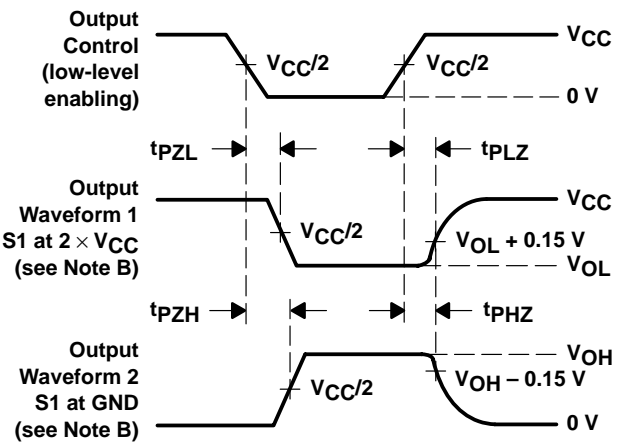 Output
Control
(low-level
enabling)
VCC/2
VCC/2
VCC
0 V
tPZL
tPLZ
Output
Waveform 1
S1 at 2 × VCC
(see Note B)
VCC/2
VCC
VOL + 0.15 V
VOL
tPZH
tPHZ
Output
Waveform 2
S1 at GND
(see Note B)
VCC/2
VOH
VOH – 0.15 V
0 V